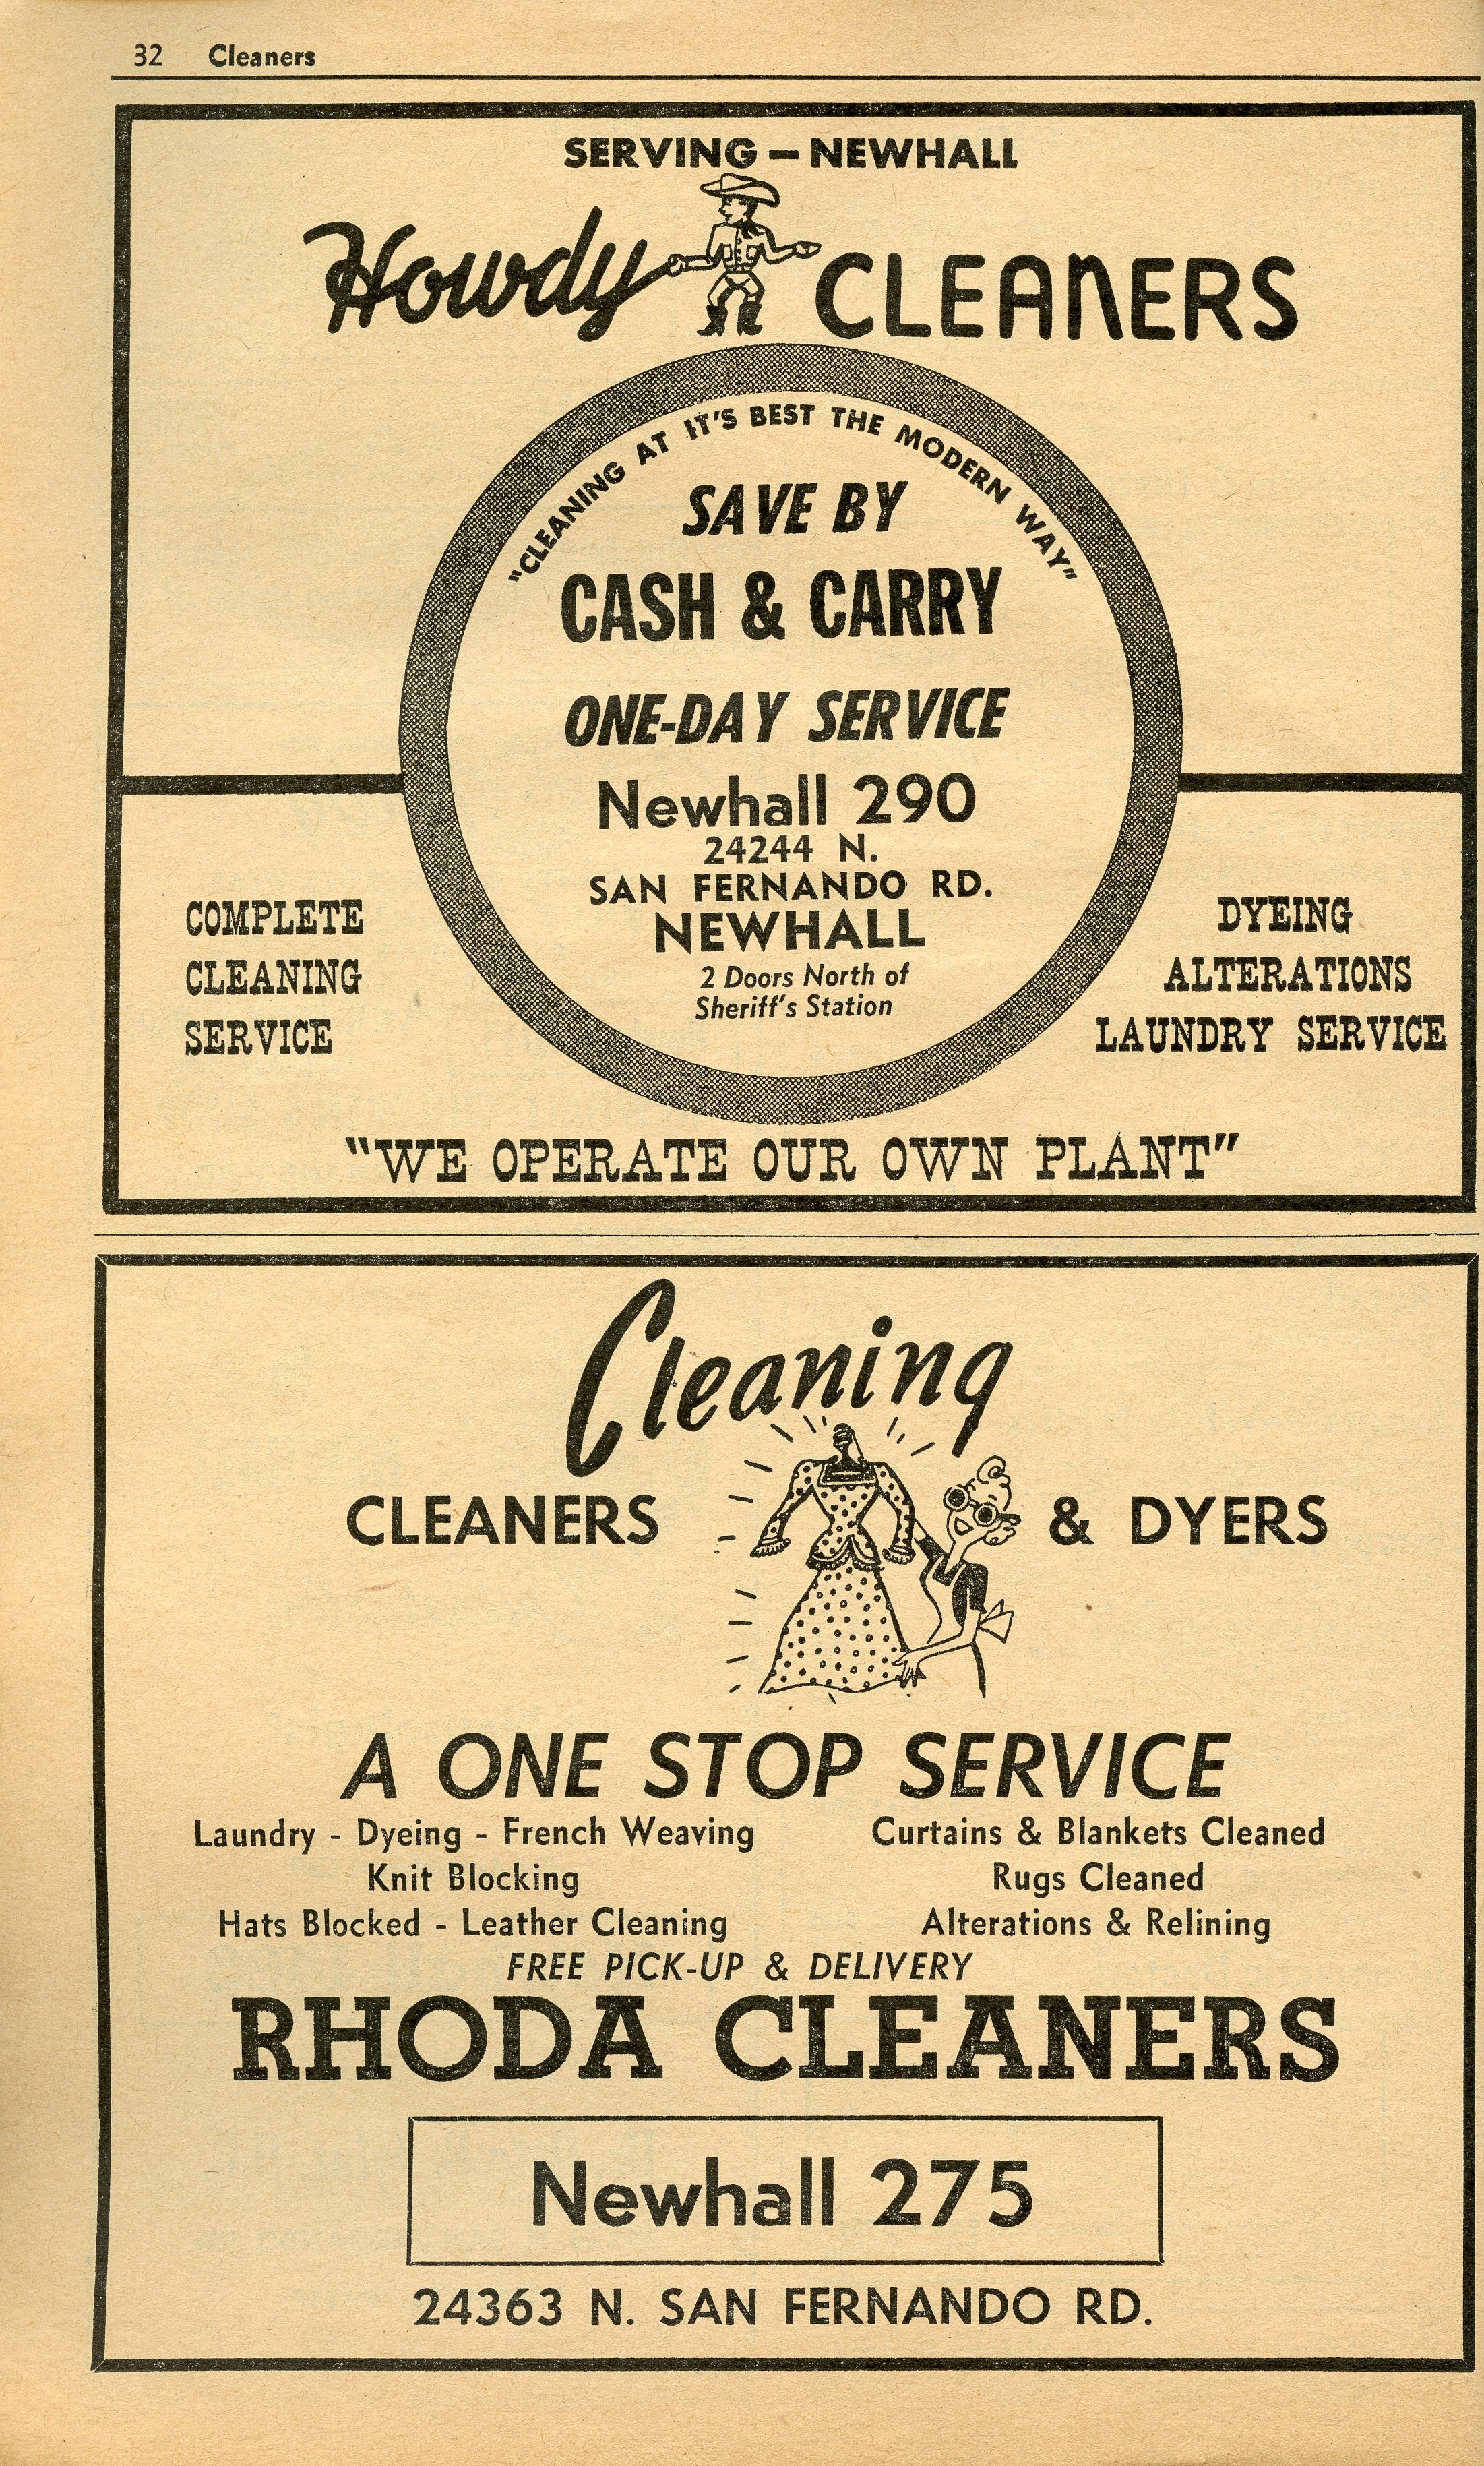 32 Cleaners
SERVING — NEWHALL
Howdy CLEANERS
"CLEANING AT IT'S BEST THE MODERN WAY"
SAVE BY
CASH & CARRY
ONE-DAY SERVICE
Newhall 290
24244 N.
SAN FERNANDO RD.
NEWHALL
2 Doors North of
Sheriff's Station
COMPLETE
CLEANING
SERVICE
DYEING
ALTERATIONS
LAUNDRY SERVICE
"WE OPERATE OUR OWN PLANT"
Cleaning
CLEANERS & DYERS
A ONE STOP SERVICE
Laundry - Dyeing - French Weaving
Knit Blocking
Hats Blocked - Leather Cleaning
Curtains & Blankets Cleaned
Rugs Cleaned
Alterations & Relining
FREE PICK-UP & DELIVERY
RHODA CLEANERS
Newhall 275
24363 N. SAN FERNANDO RD.